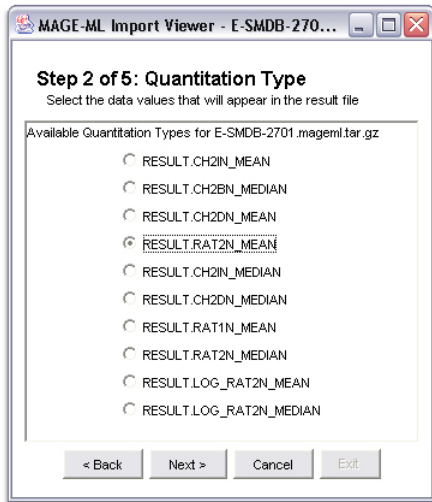 MAGE-ML Import Viewer - E-SMDB-270...
Step 2 of 5: Quantitation Type
Select the data values that will appear in the result file
Available Quantitation Types for E-SMDB-2701.mageml.tar.gz
RESULT.CH2IN_MEAN
RESULT.CH2BN_MEDIAN
RESULT.CH2DN_MEAN
RESULT.RAT2N_MEAN
RESULT.CH2IN_MEDIAN
RESULT.CH2DN_MEDIAN
RESULT.RAT1N_MEAN
RESULT.RAT2N_MEDIAN
RESULT.LOG_RAT2N_MEAN
RESULT.LOG_RAT2N_MEDIAN
< Back Next > Cancel Exit